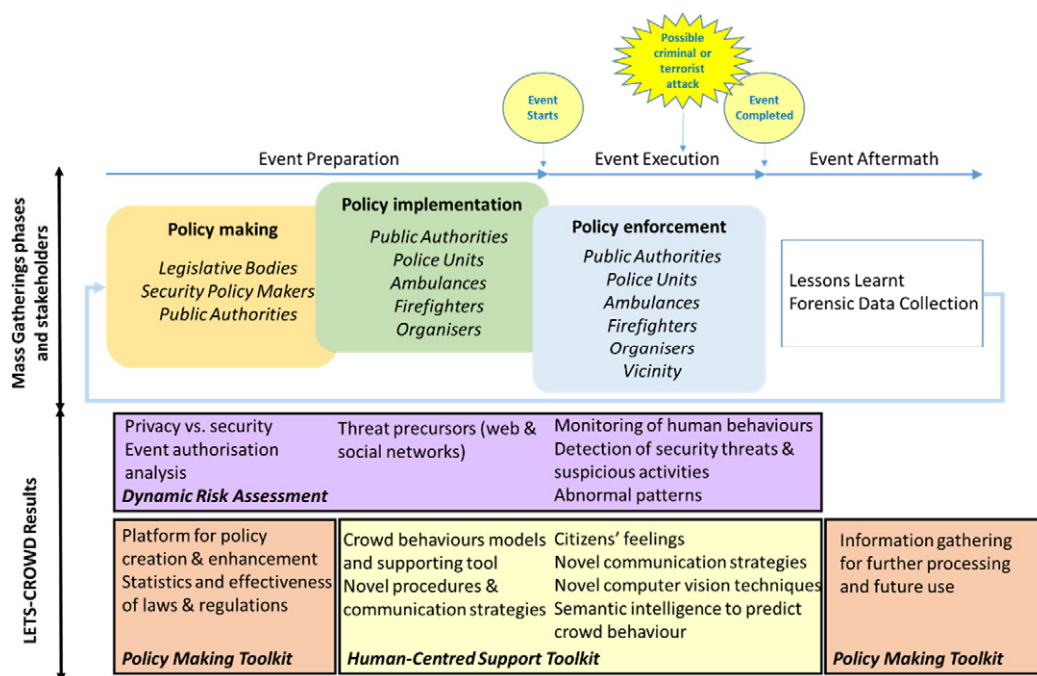 Possible
criminal or
terrorist
attack
Event
Starts
Event
Completed
Event Preparation
Event Execution
Event Aftermath
Mass Gatherings phases
and stakeholders
Policy making
Legislative Bodies
Security Policy Makers
Public Authorities
Policy implementation
Public Authorities
Police Units
Ambulances
Firefighters
Organisers
Policy enforcement
Public Authorities
Police Units
Ambulances
Firefighters
Organisers
Vicinity
Lessons Learnt
Forensic Data Collection
LETS-CROWD Results
Privacy vs. security
Event authorisation
analysis
Dynamic Risk Assessment
Threat precursors (web &
social networks)
Monitoring of human behaviours
Detection of security threats &
suspicious activities
Abnormal patterns
Platform for policy
creation & enhancement
Statistics and effectiveness
of laws & regulations
Policy Making Toolkit
Crowd behaviours models
and supporting tool
Novel procedures &
communication strategies
Citizens' feelings
Novel communication strategies
Novel computer vision techniques
Semantic intelligence to predict
crowd behaviour
Human-Centred Support Toolkit
Information gathering
for further processing
and future use
Policy Making Toolkit